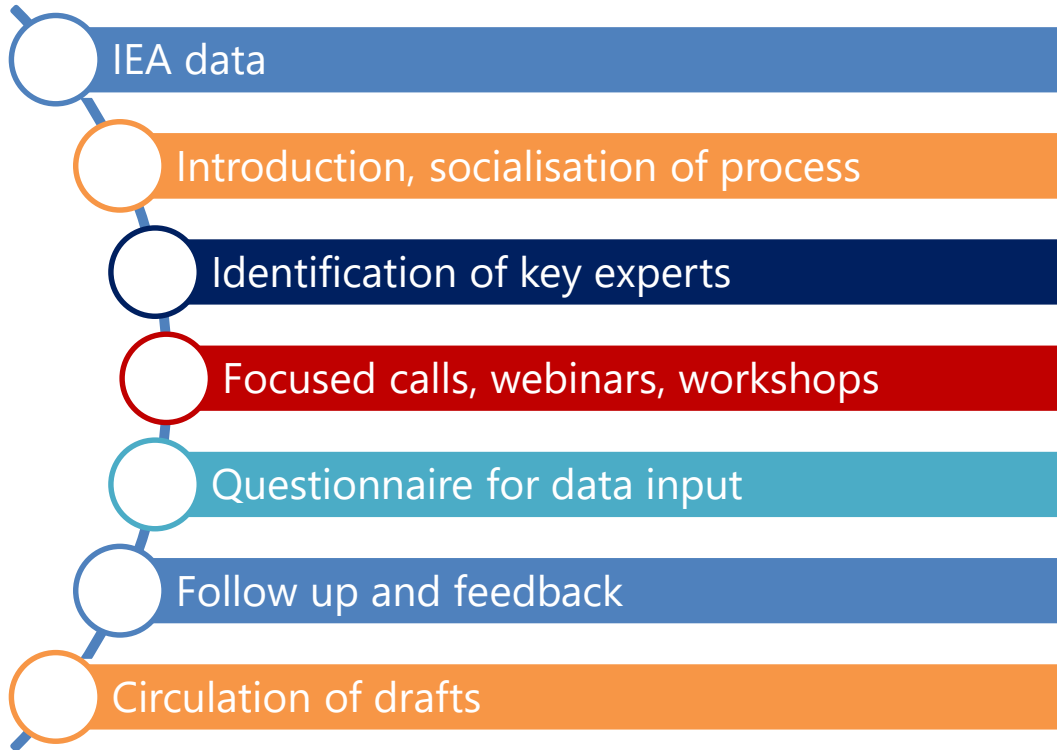 IEA data
Introduction, socialisation of process
Identification of key experts
Focused calls, webinars, workshops
Questionnaire for data input
Follow up and feedback
Circulation of drafts